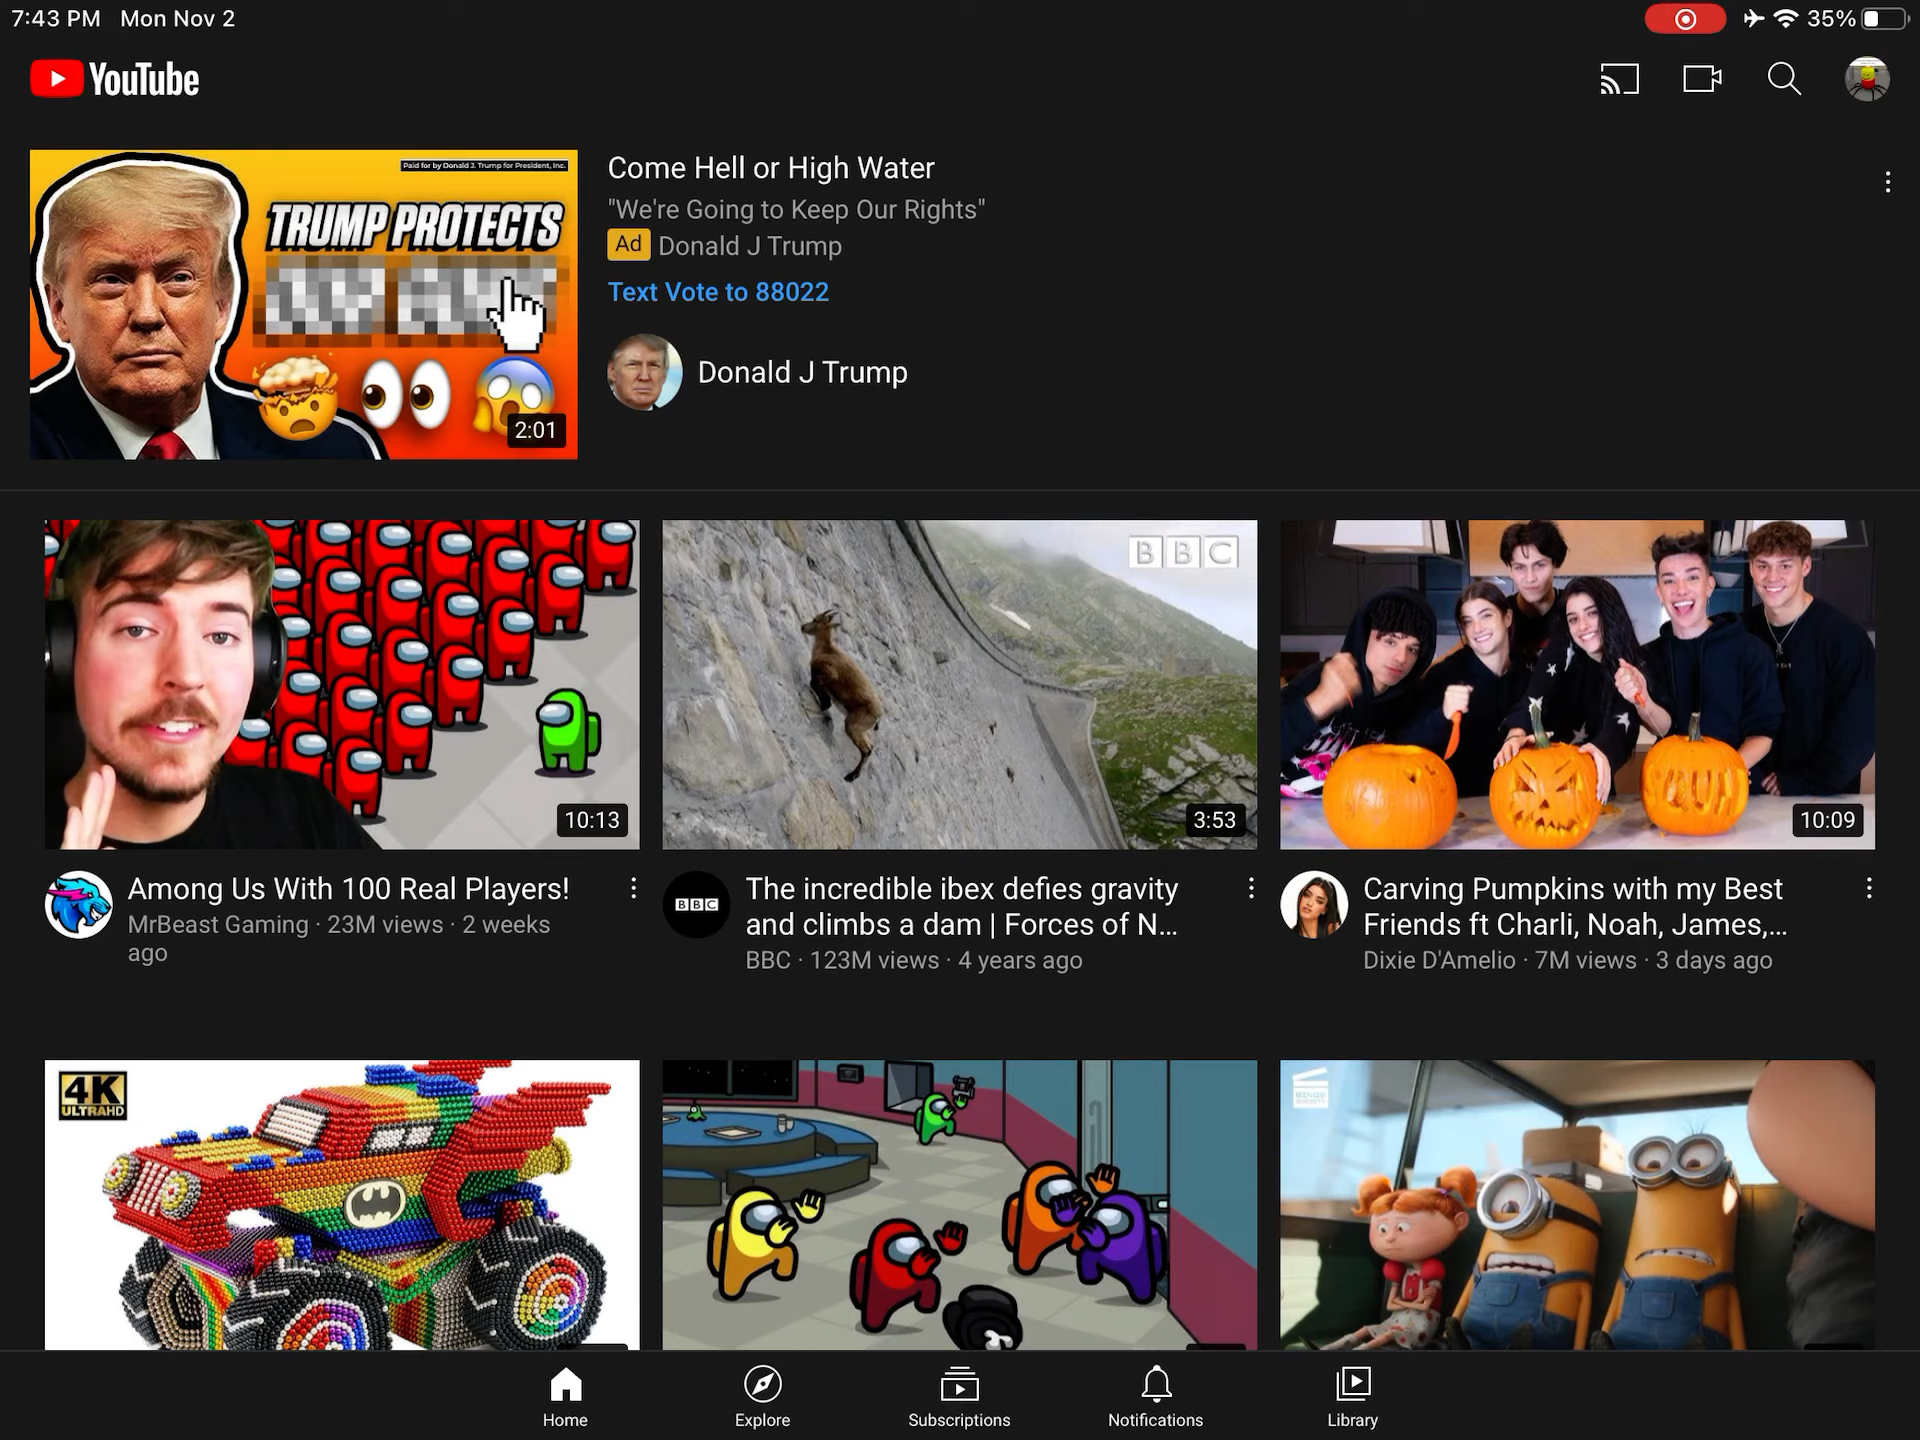 7:43 PM Mon Nov 2
35%
YouTube
Paid for by Donald J. Trump for President, Inc.
TRUMP PROTECTS
2:01
Come Hell or High Water
"We're Going to Keep Our Rights"
Ad Donald J Trump
Text Vote to 88022
Donald J Trump
10:13
BBC
3:53
10:09
Among Us With 100 Real Players!
MrBeast Gaming · 23M views · 2 weeks
ago
BBC
The incredible ibex defies gravity
and climbs a dam | Forces of N...
BBC · 123M views · 4 years ago
Carving Pumpkins with my Best
Friends ft Charli, Noah, James,...
Dixie D'Amelio · 7M views · 3 days ago
4K
ULTRAHD
BINGE
SOCIETY
Home
Explore
Subscriptions
Notifications
Library